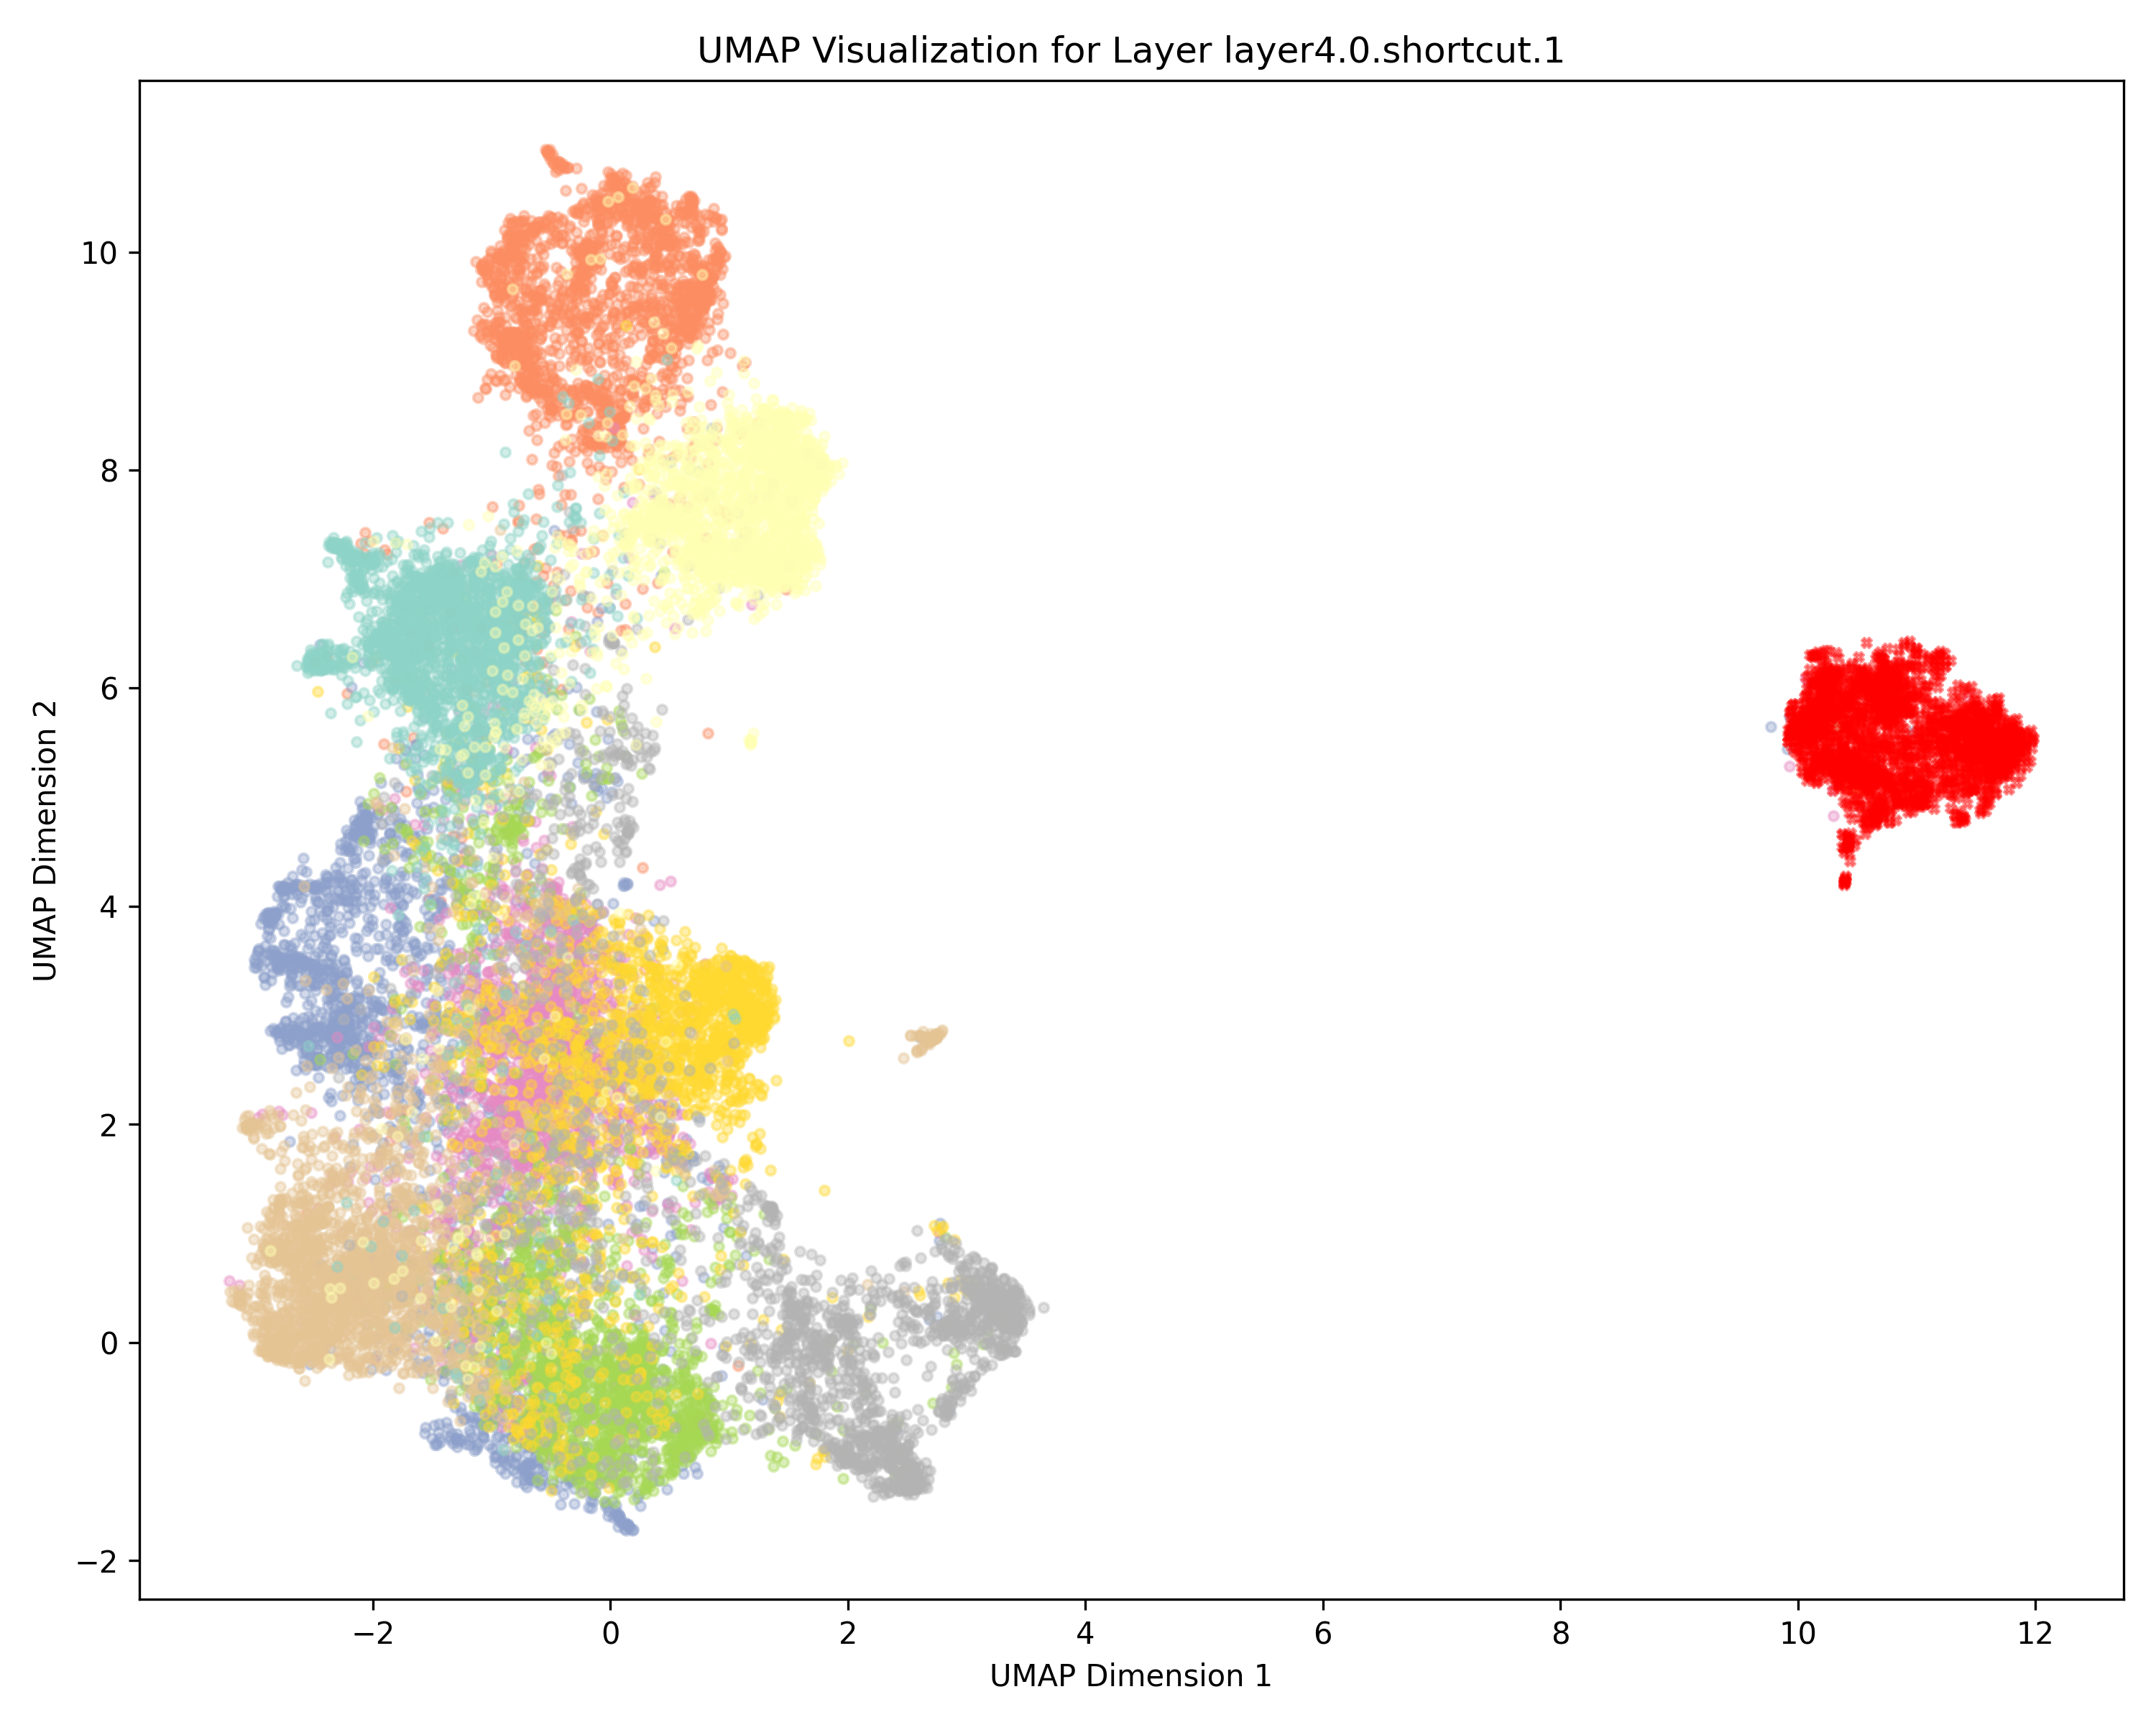 UMAP Visualization for Layer layer4.0.shortcut.1
10
8
6
4
2
0
−2
UMAP Dimension 2
−2 0 2 4 6 8 10 12
UMAP Dimension 1